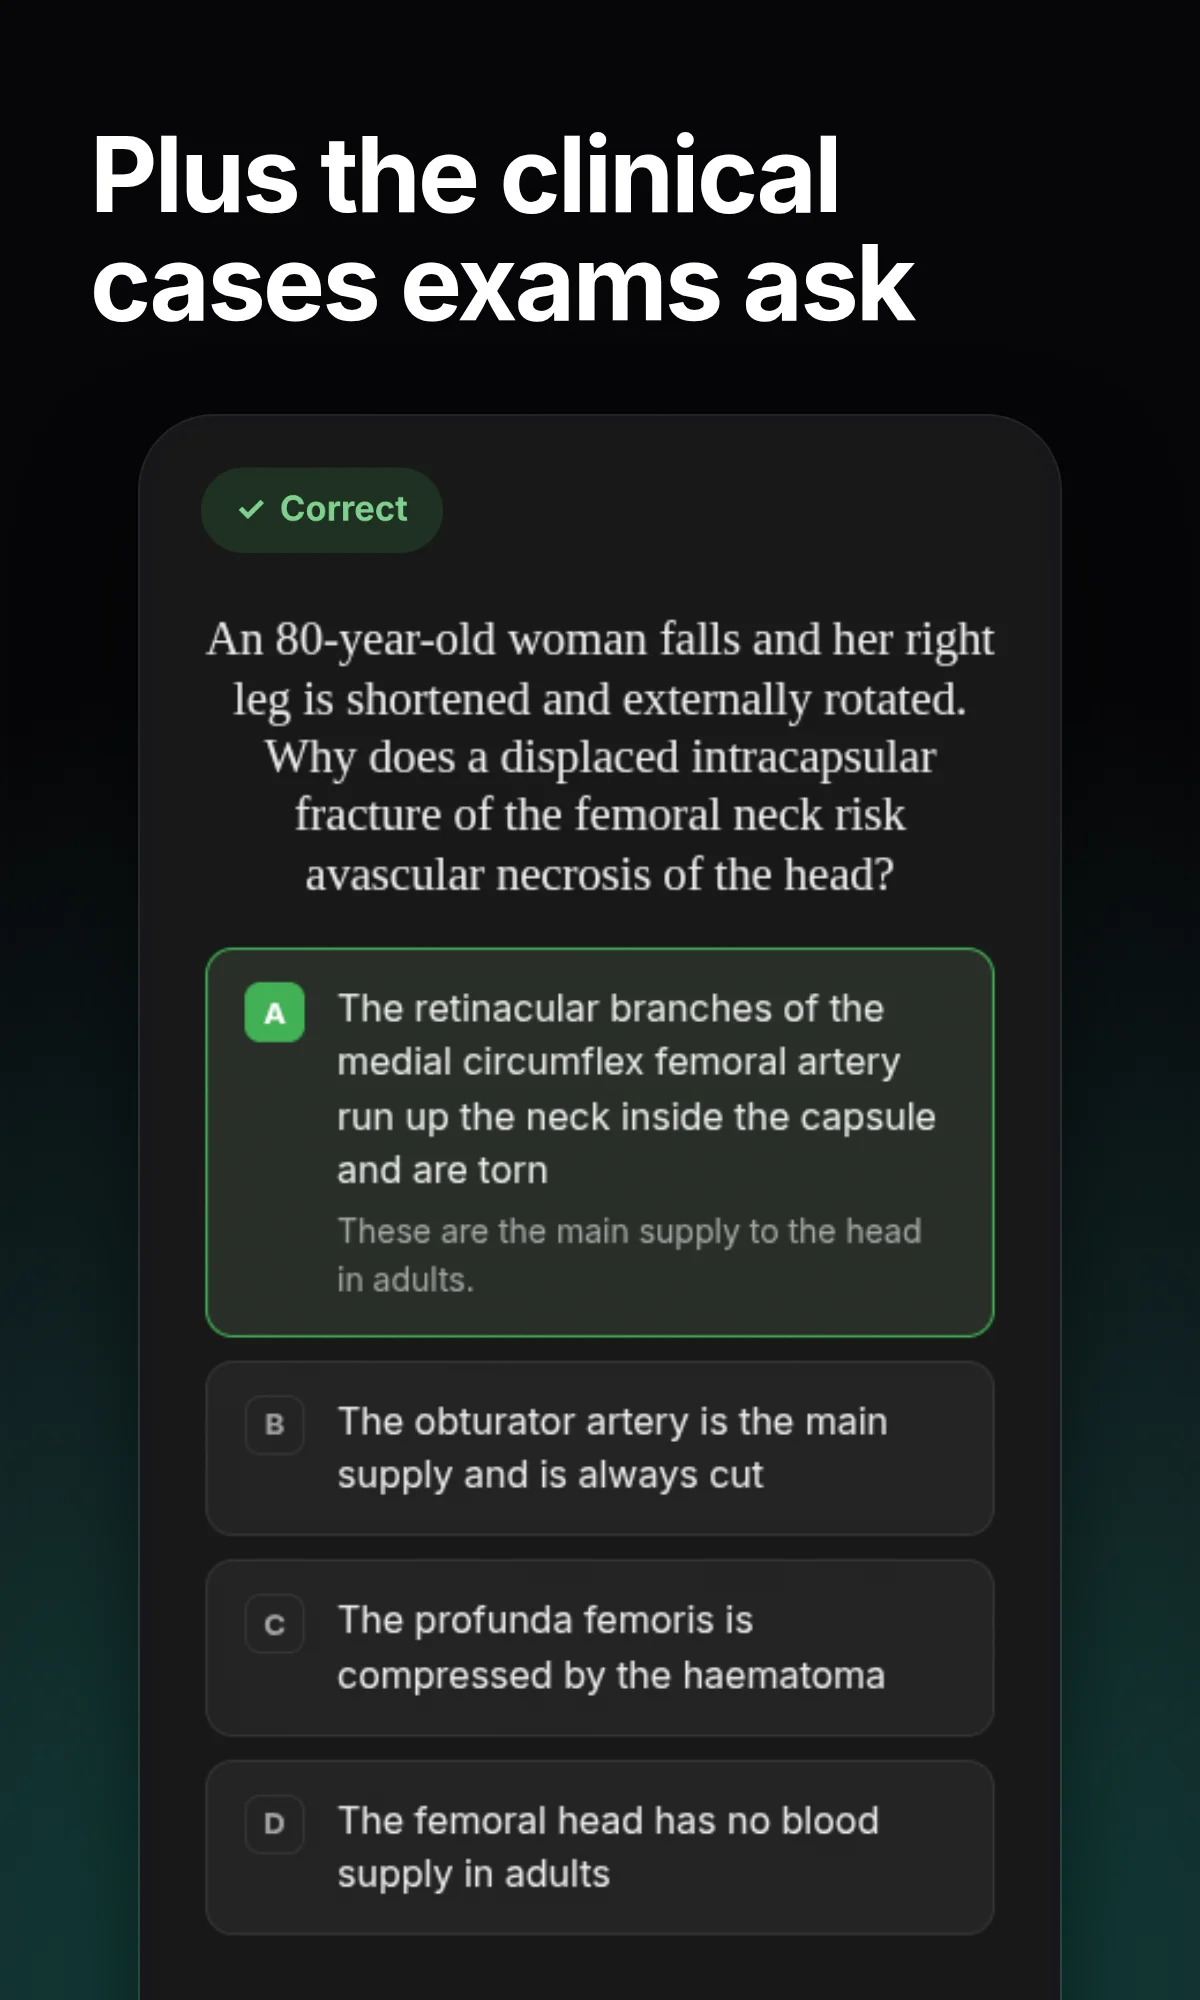 Plus the clinical
cases exams ask
✓ Correct
An 80-year-old woman falls and her right
leg is shortened and externally rotated.
Why does a displaced intracapsular
fracture of the femoral neck risk
avascular necrosis of the head?
A The retinacular branches of the
medial circumflex femoral artery
run up the neck inside the capsule
and are torn
These are the main supply to the head
in adults.
B The obturator artery is the main
supply and is always cut
C The profunda femoris is
compressed by the haematoma
D The femoral head has no blood
supply in adults